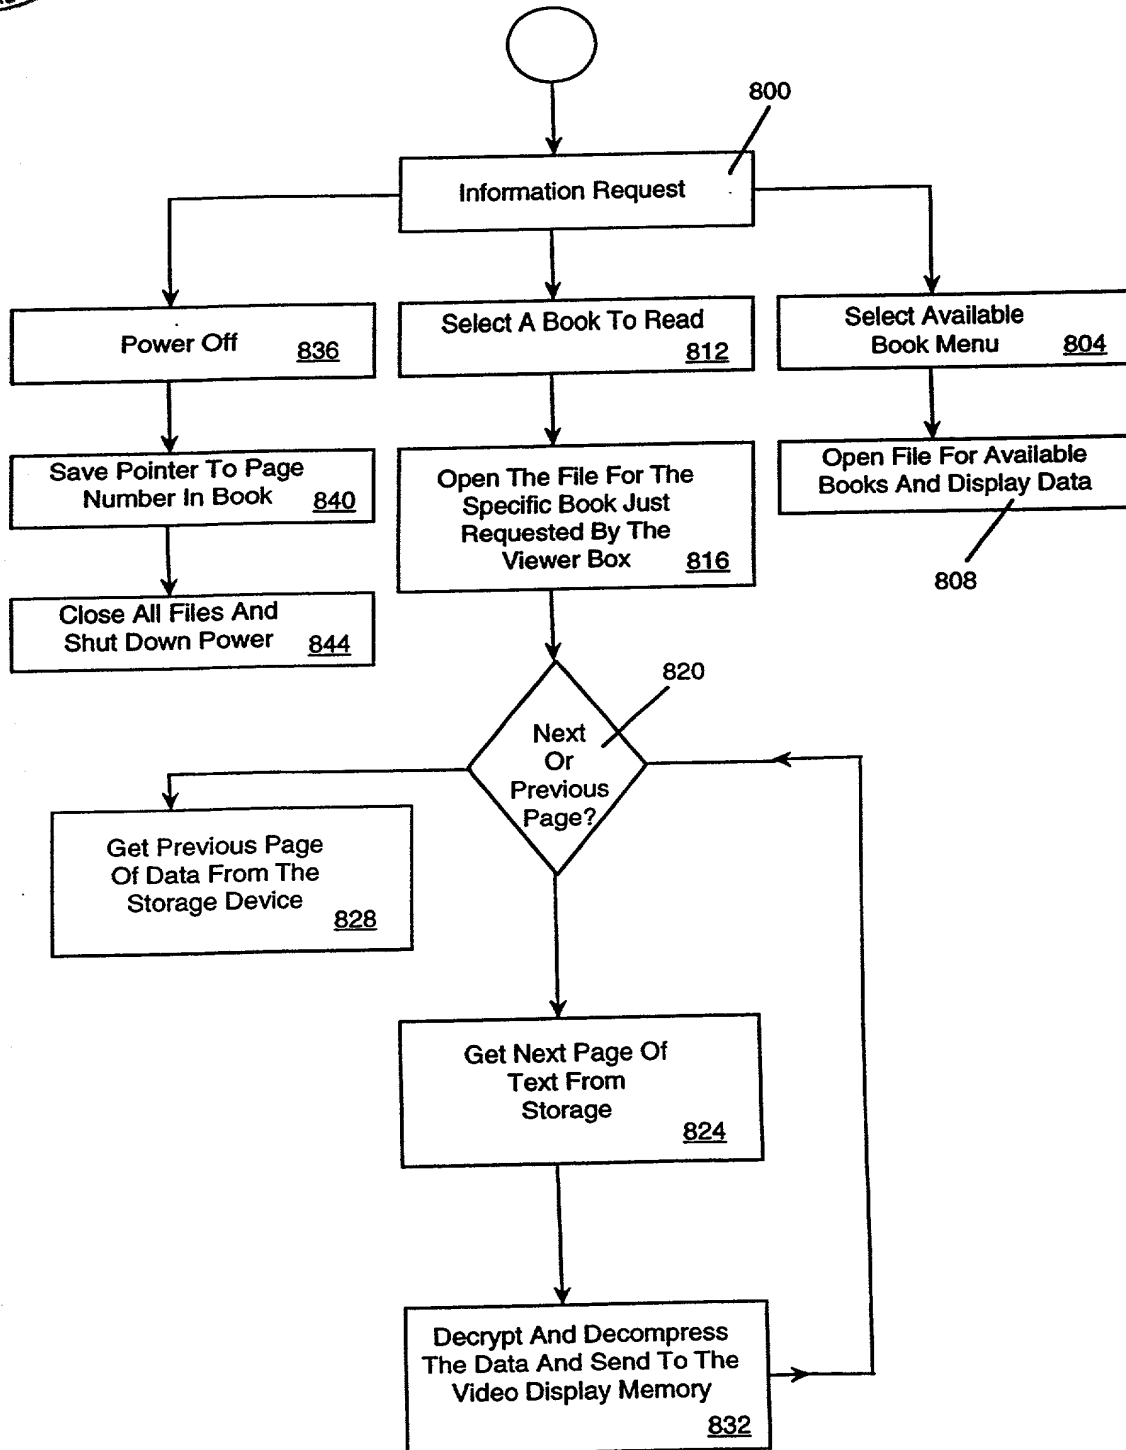 800
Information Request
Power Off 836
Select A Book To Read
812
Select Available
Book Menu 804
Save Pointer To Page
Number In Book 840
Open The File For The
Specific Book Just
Requested By The
Viewer Box 816
Open File For Available
Books And Display Data
808
Close All Files And
Shut Down Power 844
820
Next
Or
Previous
Page?
Get Previous Page
Of Data From The
Storage Device
828
Get Next Page Of
Text From
Storage
824
Decrypt And Decompress
The Data And Send To The
Video Display Memory
832